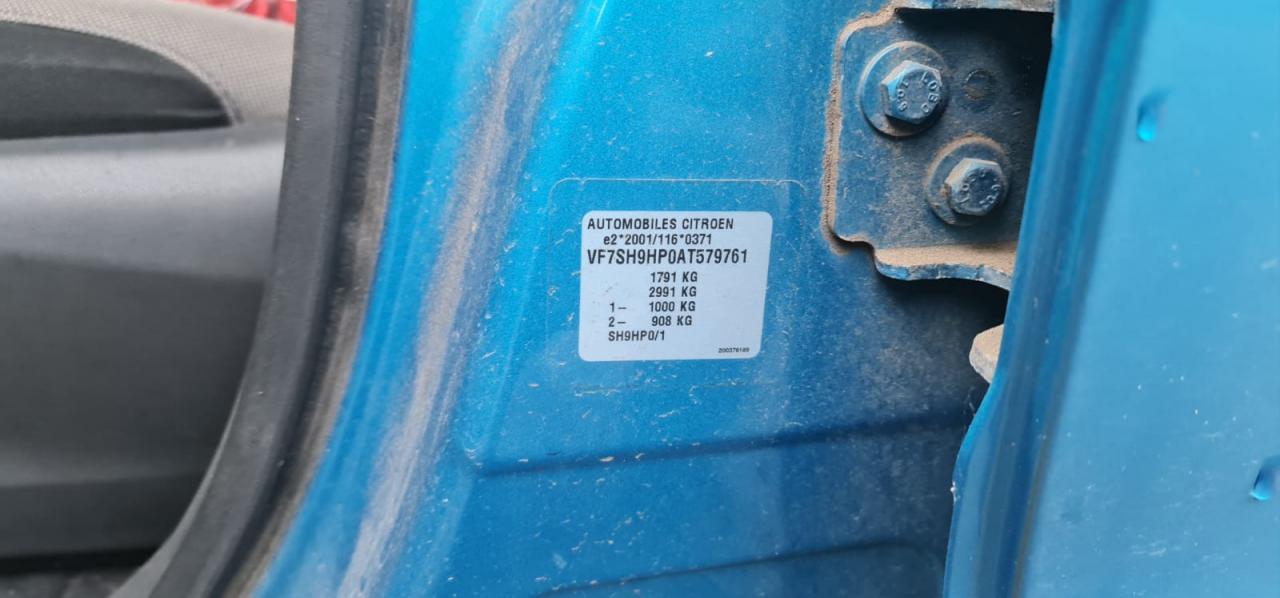 AUTOMOBILES CITROEN
e2*2001/116*0371
VF7SH9HP0AT579761
1791 KG
2991 KG
1- 1000 KG
2- 908 KG
SH9HP0/1